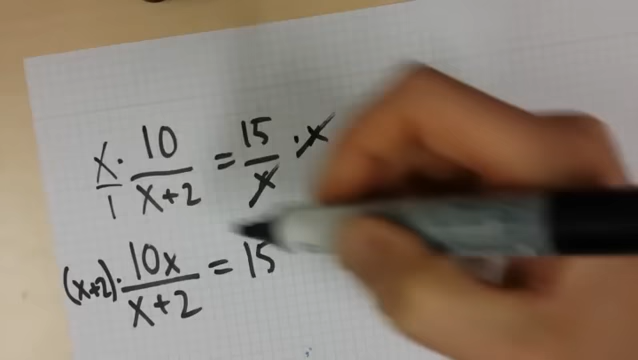 x/1 · 10/(x+2) = 15/x · x
(x+2) · 10x/(x+2) = 15